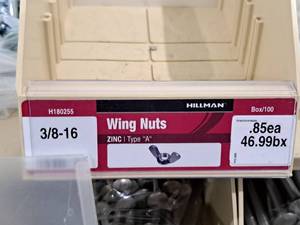 H180255
3/8-16
HILLMAN
Wing Nuts
ZINC | Type "A"
Box/100
.85ea
46.99bx